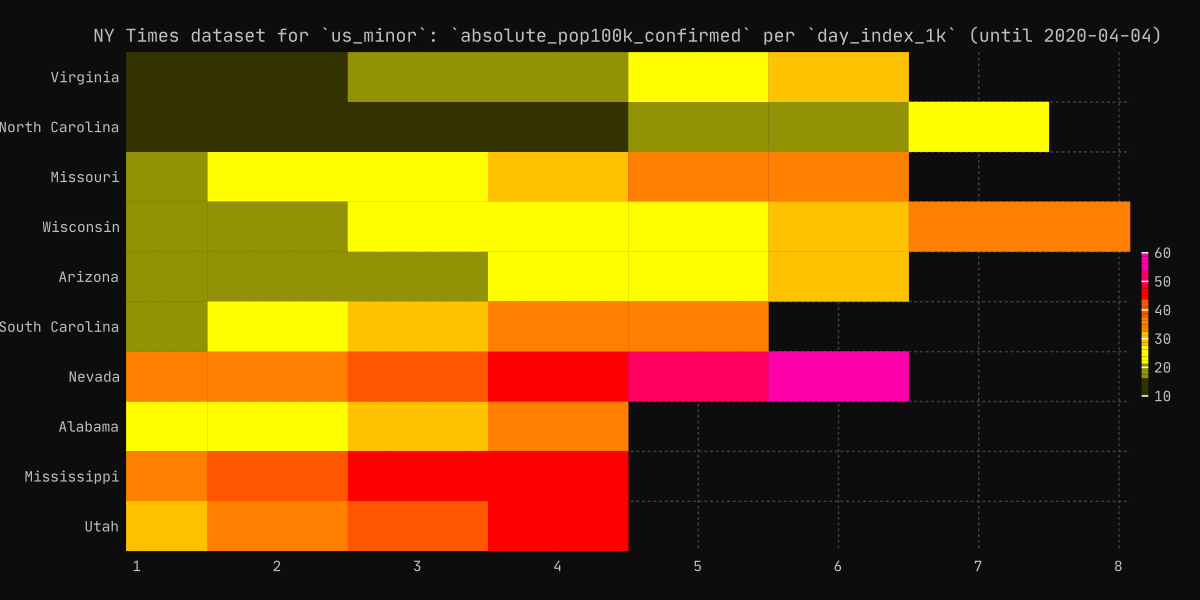 NY Times dataset for `us_minor`: `absolute_pop100k_confirmed` per `day_index_1k` (until 2020-04-04)
Virginia
North Carolina
Missouri
Wisconsin
Arizona
South Carolina
Nevada
Alabama
Mississippi
Utah
1 2 3 4 5 6 7 8
60
50
40
30
20
10